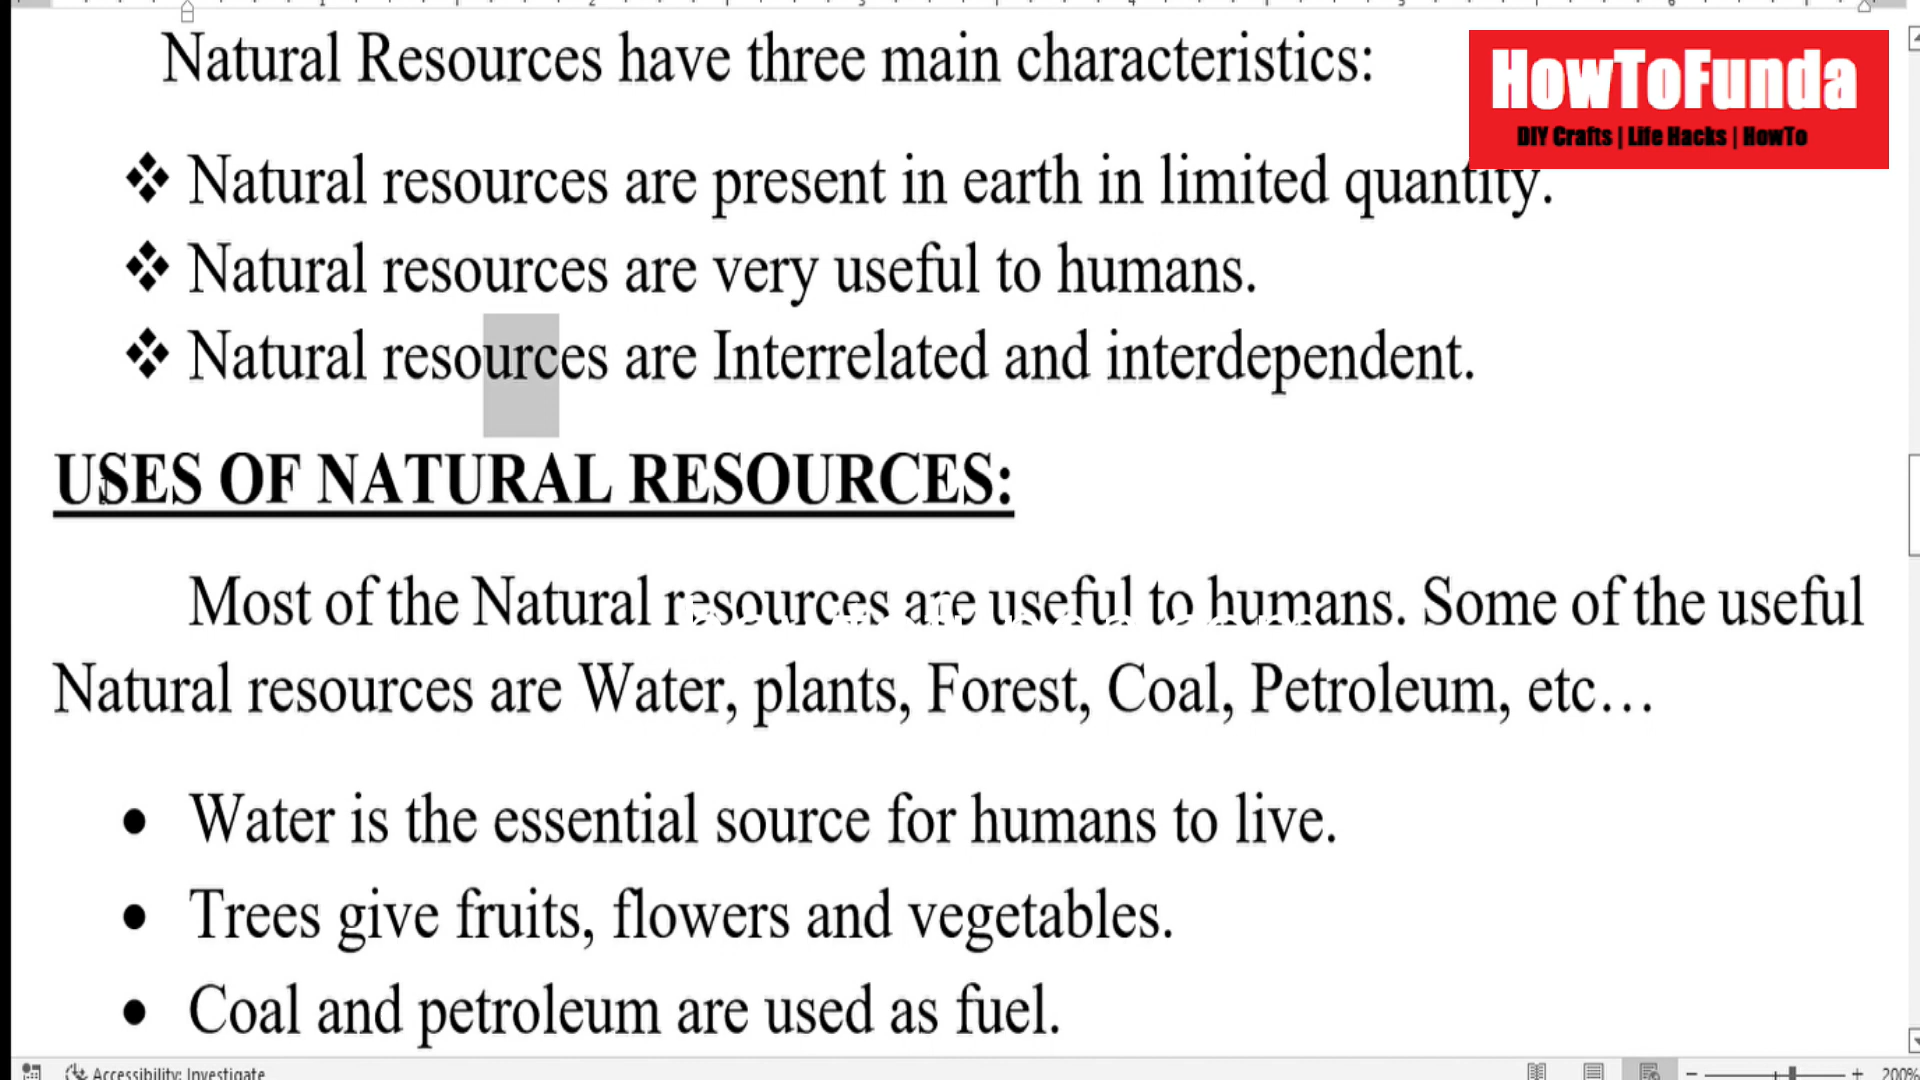 Natural Resources have three main characteristics:
HowToFunda
DIY Crafts | Life Hacks | HowTo
❖ Natural resources are present in earth in limited quantity.
❖ Natural resources are very useful to humans.
❖ Natural resources are Interrelated and interdependent.
USES OF NATURAL RESOURCES:
Most of the Natural resources are useful to humans. Some of the useful
Natural resources are Water, plants, Forest, Coal, Petroleum, etc…
• Water is the essential source for humans to live.
• Trees give fruits, flowers and vegetables.
• Coal and petroleum are used as fuel.
Accessibility: Investigate
200%